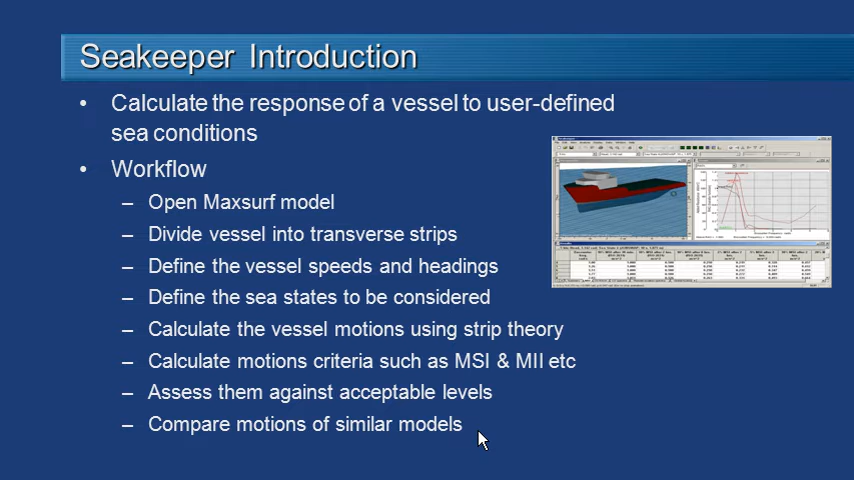 Seakeeper Introduction
• Calculate the response of a vessel to user-defined
sea conditions
• Workflow
– Open Maxsurf model
– Divide vessel into transverse strips
– Define the vessel speeds and headings
– Define the sea states to be considered
– Calculate the vessel motions using strip theory
– Calculate motions criteria such as MSI & MII etc
– Assess them against acceptable levels
– Compare motions of similar models